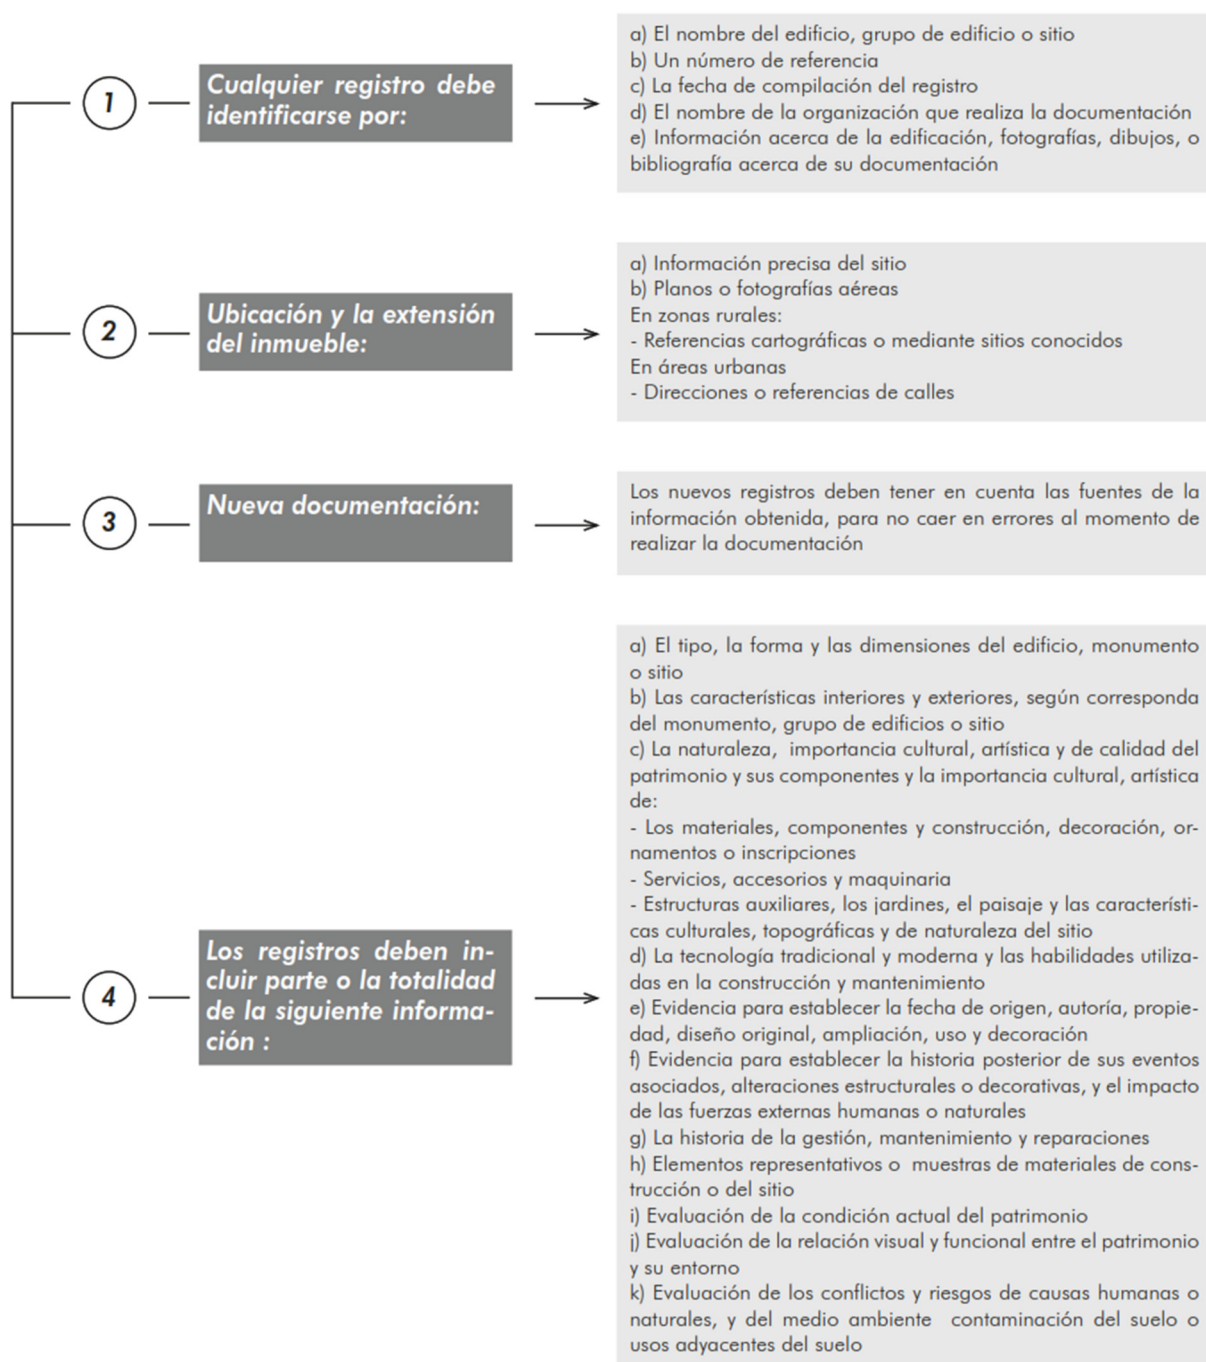 1
Cualquier registro debe
identificarse por:
a) El nombre del edificio, grupo de edificio o sitio
b) Un número de referencia
c) La fecha de compilación del registro
d) El nombre de la organización que realiza la documentación
e) Información acerca de la edificación, fotografías, dibujos, o
bibliografía acerca de su documentación
2
Ubicación y la extensión
del inmueble:
a) Información precisa del sitio
b) Planos o fotografías aéreas
En zonas rurales:
- Referencias cartográficas o mediante sitios conocidos
En áreas urbanas
- Direcciones o referencias de calles
3
Nueva documentación:
Los nuevos registros deben tener en cuenta las fuentes de la
información obtenida, para no caer en errores al momento de
realizar la documentación
4
Los registros deben in-
cluir parte o la totalidad
de la siguiente informa-
ción :
a) El tipo, la forma y las dimensiones del edificio, monumento
o sitio
b) Las características interiores y exteriores, según corresponda
del monumento, grupo de edificios o sitio
c) La naturaleza, importancia cultural, artística y de calidad del
patrimonio y sus componentes y la importancia cultural, artística
de:
- Los materiales, componentes y construcción, decoración, or-
namentos o inscripciones
- Servicios, accesorios y maquinaria
- Estructuras auxiliares, los jardines, el paisaje y las característi-
cas culturales, topográficas y de naturaleza del sitio
d) La tecnología tradicional y moderna y las habilidades utiliza-
das en la construcción y mantenimiento
e) Evidencia para establecer la fecha de origen, autoría, propie-
dad, diseño original, ampliación, uso y decoración
f) Evidencia para establecer la historia posterior de sus eventos
asociados, alteraciones estructurales o decorativas, y el impacto
de las fuerzas externas humanas o naturales
g) La historia de la gestión, mantenimiento y reparaciones
h) Elementos representativos o muestras de materiales de cons-
trucción o del sitio
i) Evaluación de la condición actual del patrimonio
j) Evaluación de la relación visual y funcional entre el patrimonio
y su entorno
k) Evaluación de los conflictos y riesgos de causas humanas o
naturales, y del medio ambiente contaminación del suelo o
usos adyacentes del suelo